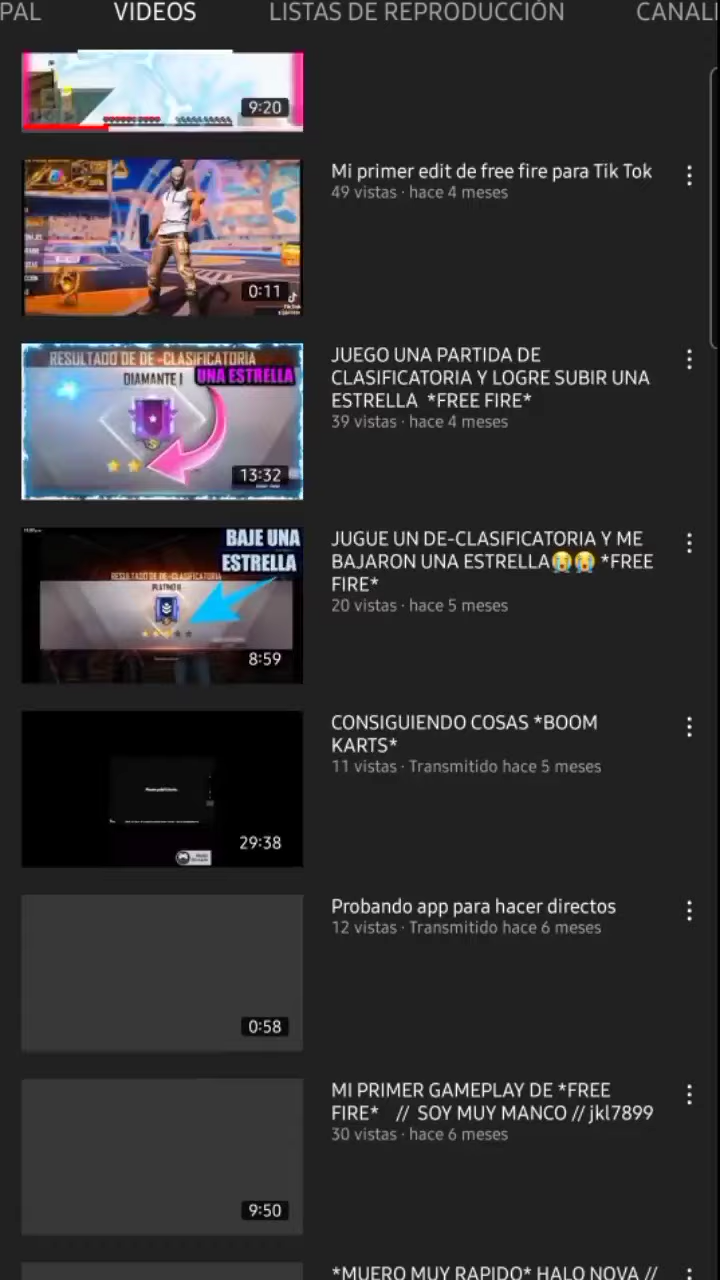 PAL
VIDEOS
LISTAS DE REPRODUCCIÓN
CANAL
9:20
Mi primer edit de free fire para Tik Tok
49 vistas · hace 4 meses
0:11
RESULTADO DE DE-CLASIFICATORIA
DIAMANTE I
UNA ESTRELLA
13:32
JUEGO UNA PARTIDA DE
CLASIFICATORIA Y LOGRE SUBIR UNA
ESTRELLA *FREE FIRE*
39 vistas · hace 4 meses
BAJE UNA
ESTRELLA
RESULTADO DE DE-CLASIFICATORIA
8:59
JUGUE UN DE-CLASIFICATORIA Y ME
BAJARON UNA ESTRELLA😭😭 *FREE
FIRE*
20 vistas · hace 5 meses
29:38
CONSIGUIENDO COSAS *BOOM
KARTS*
11 vistas · Transmitido hace 5 meses
0:58
Probando app para hacer directos
12 vistas · Transmitido hace 6 meses
9:50
MI PRIMER GAMEPLAY DE *FREE
FIRE* // SOY MUY MANCO // jkl7899
30 vistas · hace 6 meses
*MUERO MUY RAPIDO* HALO NOVA //